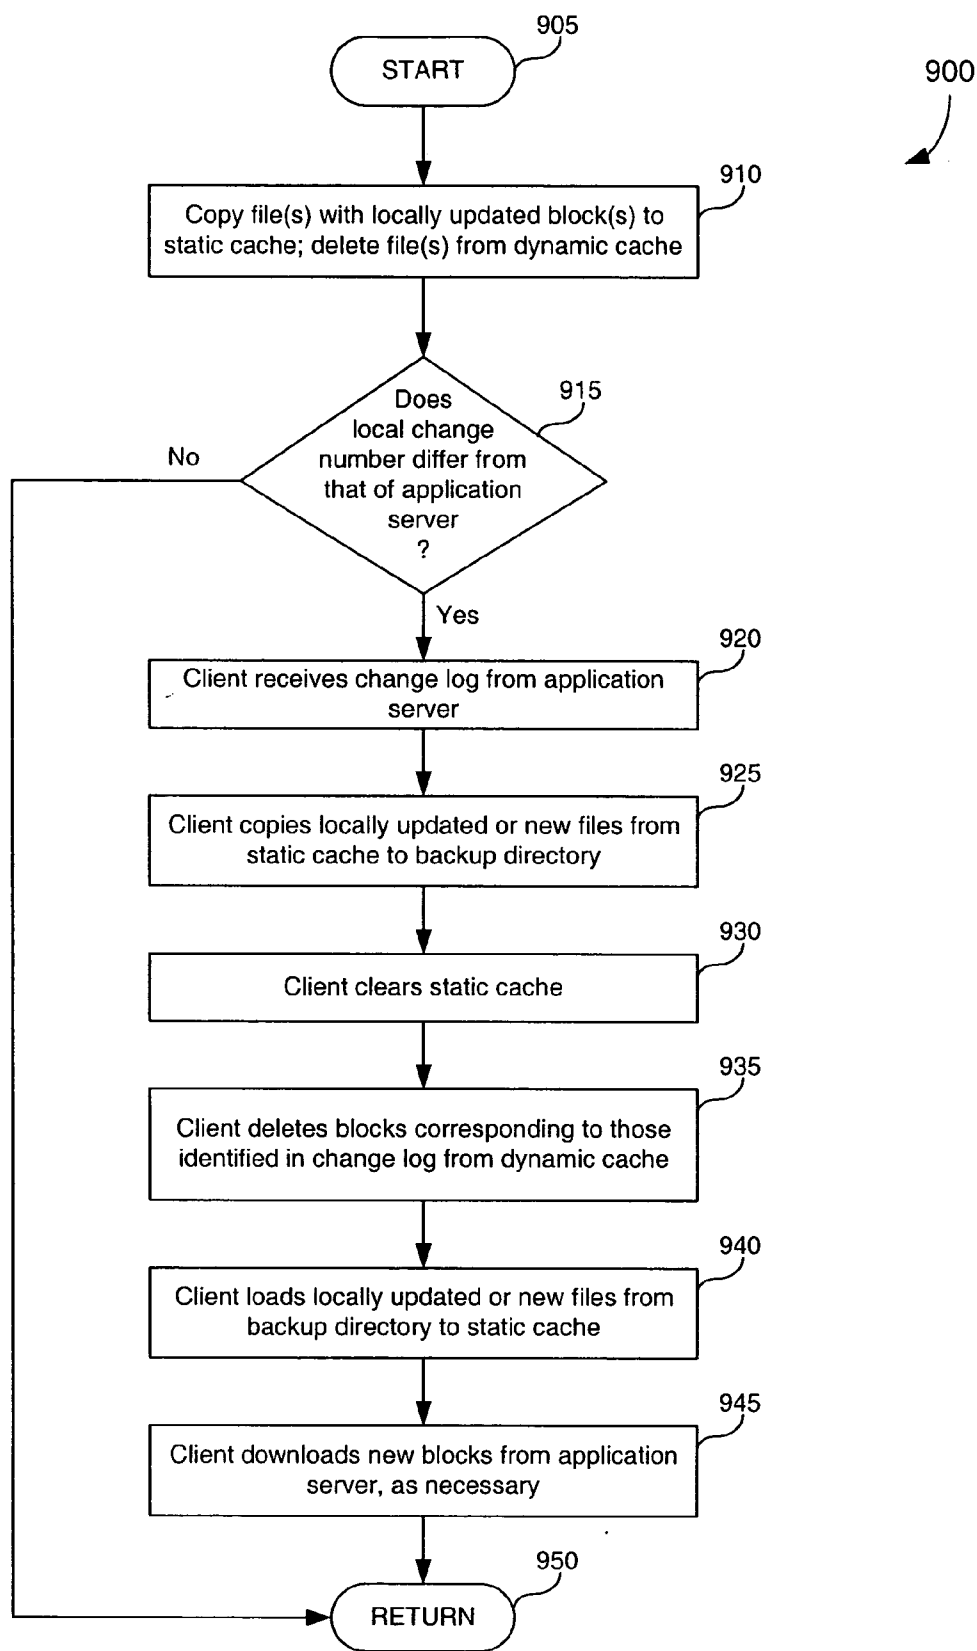 905
START
900
910
Copy file(s) with locally updated block(s) to
static cache; delete file(s) from dynamic cache
915
Does
local change
number differ from
that of application
server
?
No
Yes
920
Client receives change log from application
server
925
Client copies locally updated or new files from
static cache to backup directory
930
Client clears static cache
935
Client deletes blocks corresponding to those
identified in change log from dynamic cache
940
Client loads locally updated or new files from
backup directory to static cache
945
Client downloads new blocks from application
server, as necessary
950
RETURN